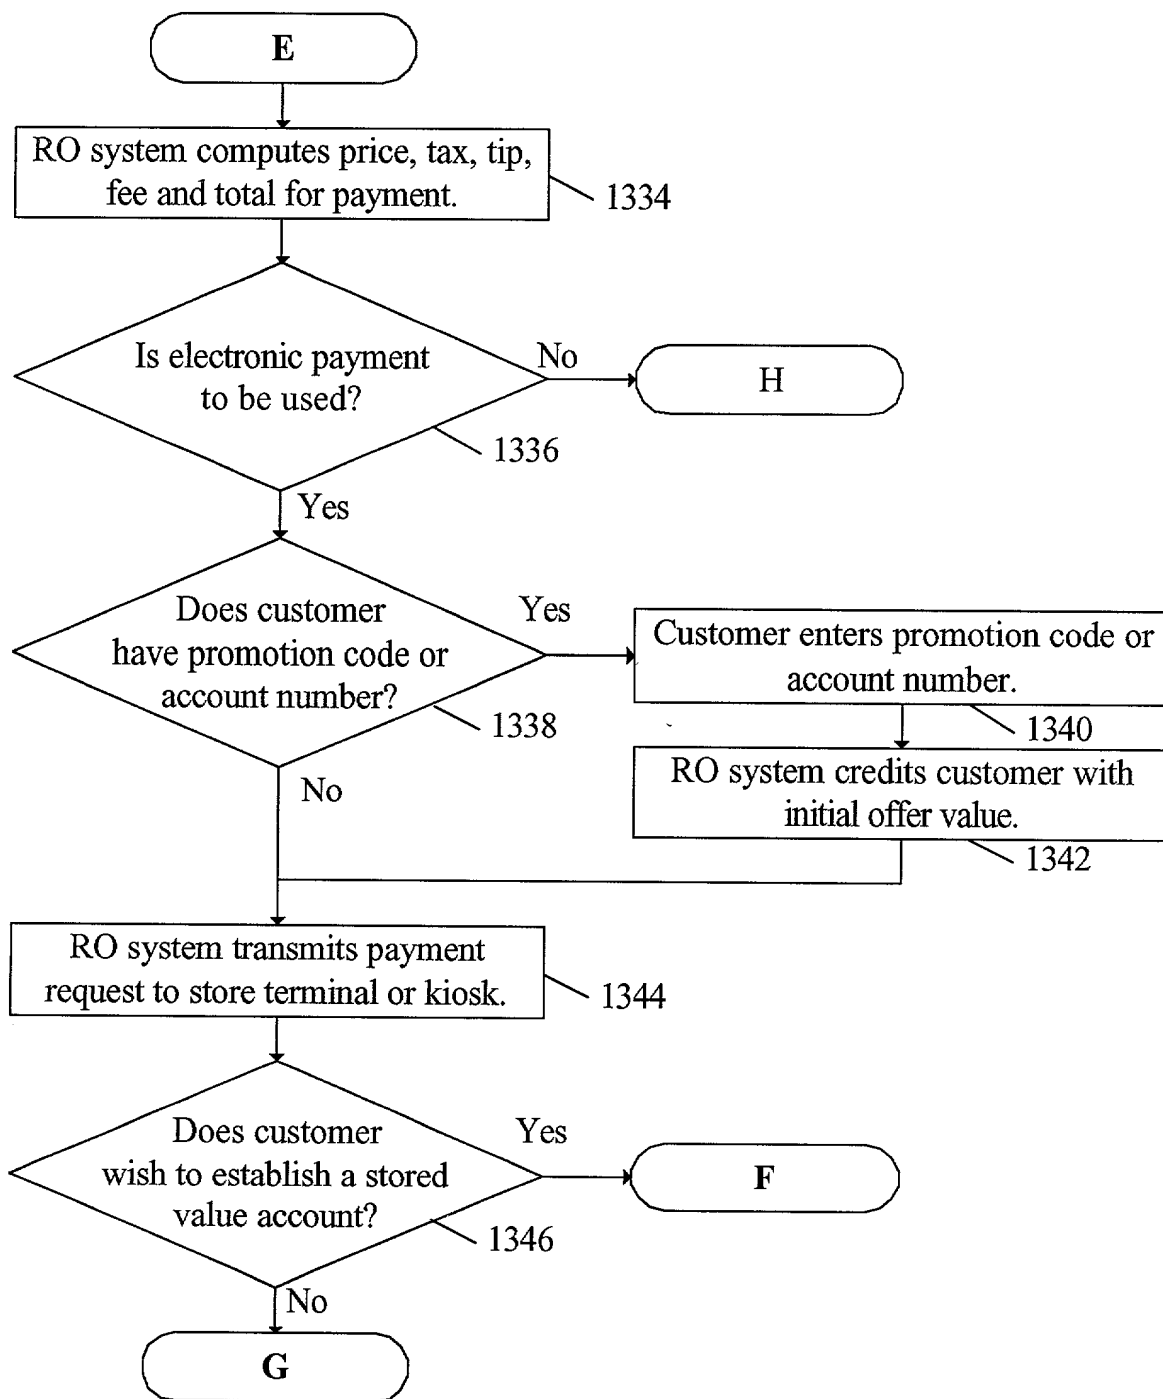 E
RO system computes price, tax, tip,
fee and total for payment.
1334
Is electronic payment
to be used?
No
H
1336
Yes
Does customer
have promotion code or
account number?
Yes
1338
Customer enters promotion code or
account number.
1340
No
RO system credits customer with
initial offer value.
1342
RO system transmits payment
request to store terminal or kiosk.
1344
Does customer
wish to establish a stored
value account?
Yes
F
1346
No
G